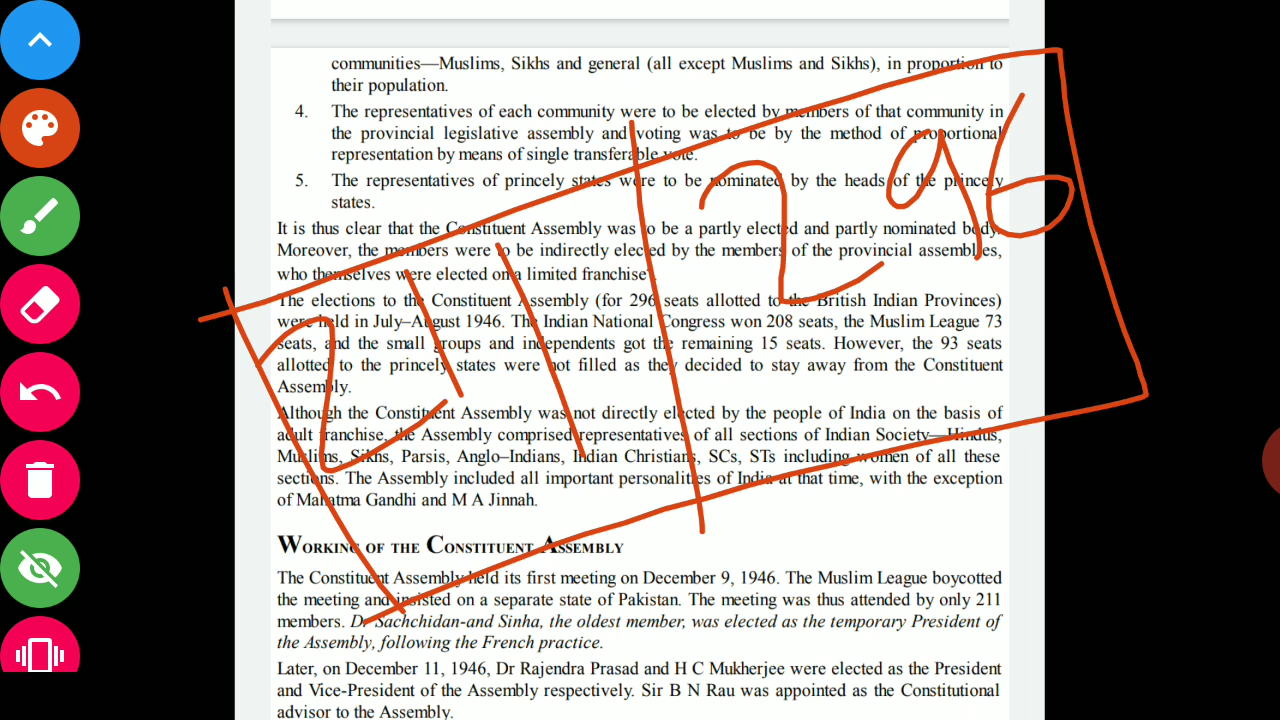 communities—Muslims, Sikhs and general (all except Muslims and Sikhs), in proportion to
their population.
4. The representatives of each community were to be elected by members of that community in
the provincial legislative assembly and voting was to be by the method of proportional
representation by means of single transferable vote.
5. The representatives of princely states were to be nominated by the heads of the princely
states.
It is thus clear that the Constituent Assembly was to be a partly elected and partly nominated body.
Moreover, the members were to be indirectly elected by the members of the provincial assemblies,
who themselves were elected on a limited franchise
The elections to the Constituent Assembly (for 296 seats allotted to the British Indian Provinces)
were held in July–August 1946. The Indian National Congress won 208 seats, the Muslim League 73
seats, and the small groups and independents got the remaining 15 seats. However, the 93 seats
allotted to the princely states were not filled as they decided to stay away from the Constituent
Assembly.
Although the Constituent Assembly was not directly elected by the people of India on the basis of
adult franchise, the Assembly comprised representatives of all sections of Indian Society—Hindus,
Muslims, Sikhs, Parsis, Anglo–Indians, Indian Christians, SCs, STs including women of all these
sections. The Assembly included all important personalities of India at that time, with the exception
of Mahatma Gandhi and M A Jinnah.
WORKING OF THE CONSTITUENT ASSEMBLY
The Constituent Assembly held its first meeting on December 9, 1946. The Muslim League boycotted
the meeting and insisted on a separate state of Pakistan. The meeting was thus attended by only 211
members. Dr Sachchidan-and Sinha, the oldest member, was elected as the temporary President of
the Assembly, following the French practice.
Later, on December 11, 1946, Dr Rajendra Prasad and H C Mukherjee were elected as the President
and Vice-President of the Assembly respectively. Sir B N Rau was appointed as the Constitutional
advisor to the Assembly.
211
296